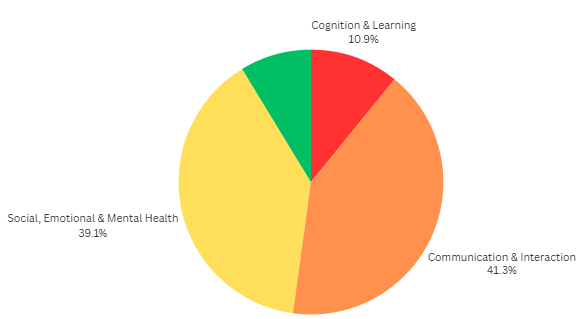 Cognition & Learning
10.9%
Social, Emotional & Mental Health
39.1%
Communication & Interaction
41.3%